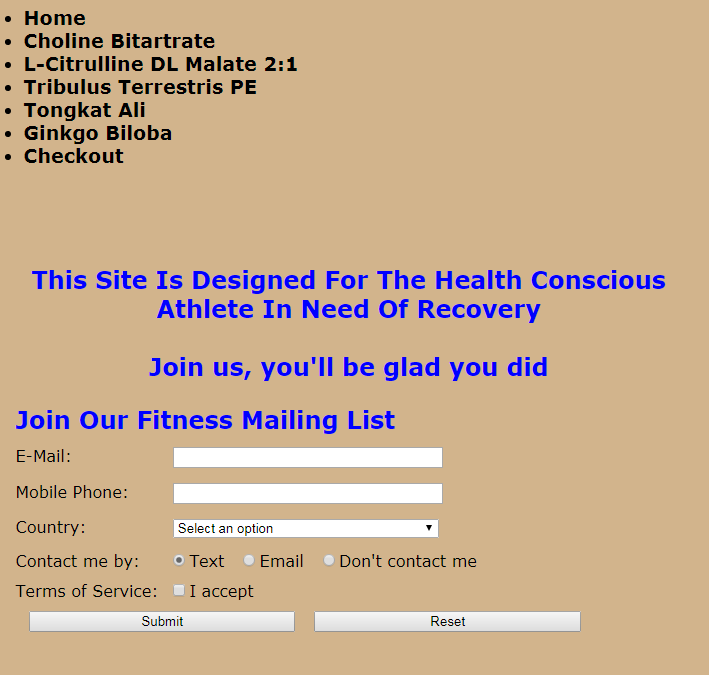 Home
Choline Bitartrate
L-Citrulline DL Malate 2:1
Tribulus Terrestris PE
Tongkat Ali
Ginkgo Biloba
Checkout
This Site Is Designed For The Health Conscious
Athlete In Need Of Recovery
Join us, you'll be glad you did
Join Our Fitness Mailing List
E-Mail:
Mobile Phone:
Country: Select an option
Contact me by: Text Email Don't contact me
Terms of Service: I accept
Submit Reset